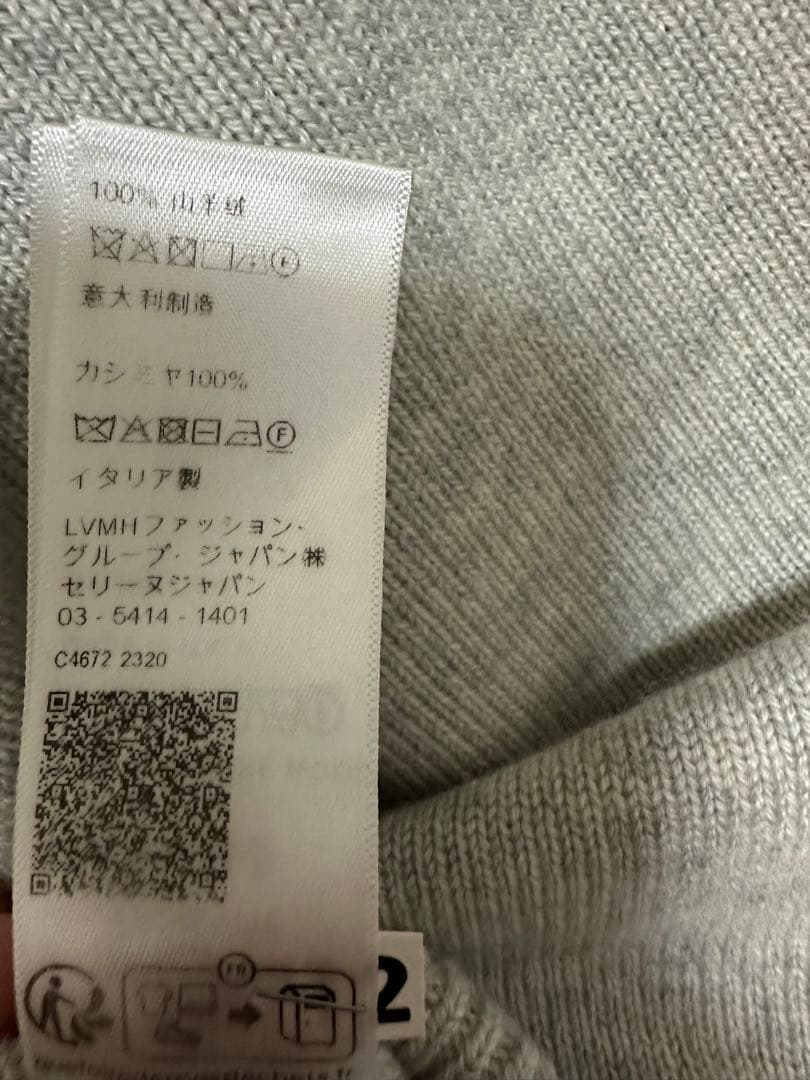 100% 山羊绒
意大利制造
カシミヤ100%
F
イタリア製
LVMHファッション・
グループ・ジャパン㈱
セリーヌジャパン
03 - 5414 - 1401
C4672 2320
FR
2